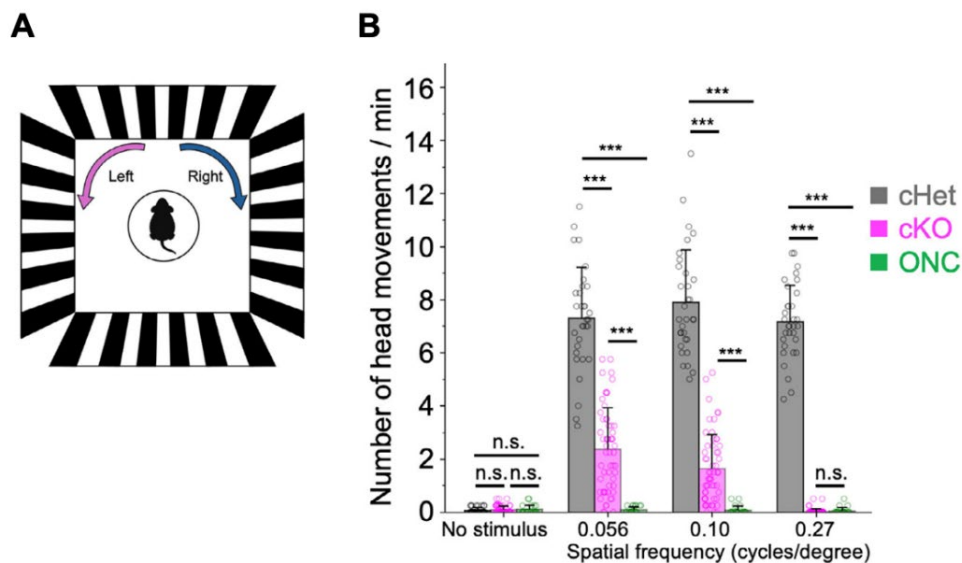 A
B
Left
Right
Number of head movements / min
16
14
12
10
8
6
4
2
0
***
***
***
***
***
***
***
***
***
n.s.
n.s. n.s.
n.s.
cHet
cKO
ONC
No stimulus 0.056 0.10 0.27
Spatial frequency (cycles/degree)